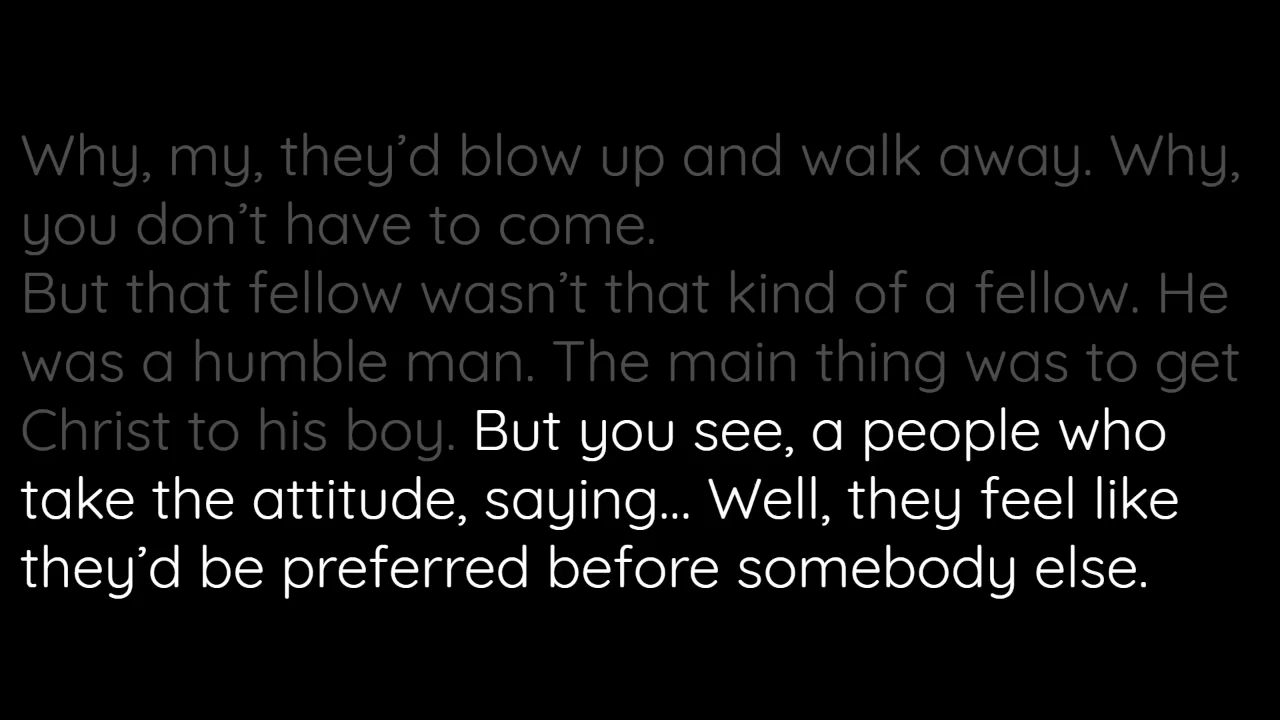 Why, my, they’d blow up and walk away. Why,
you don’t have to come.
But that fellow wasn’t that kind of a fellow. He
was a humble man. The main thing was to get
Christ to his boy. But you see, a people who
take the attitude, saying... Well, they feel like
they’d be preferred before somebody else.